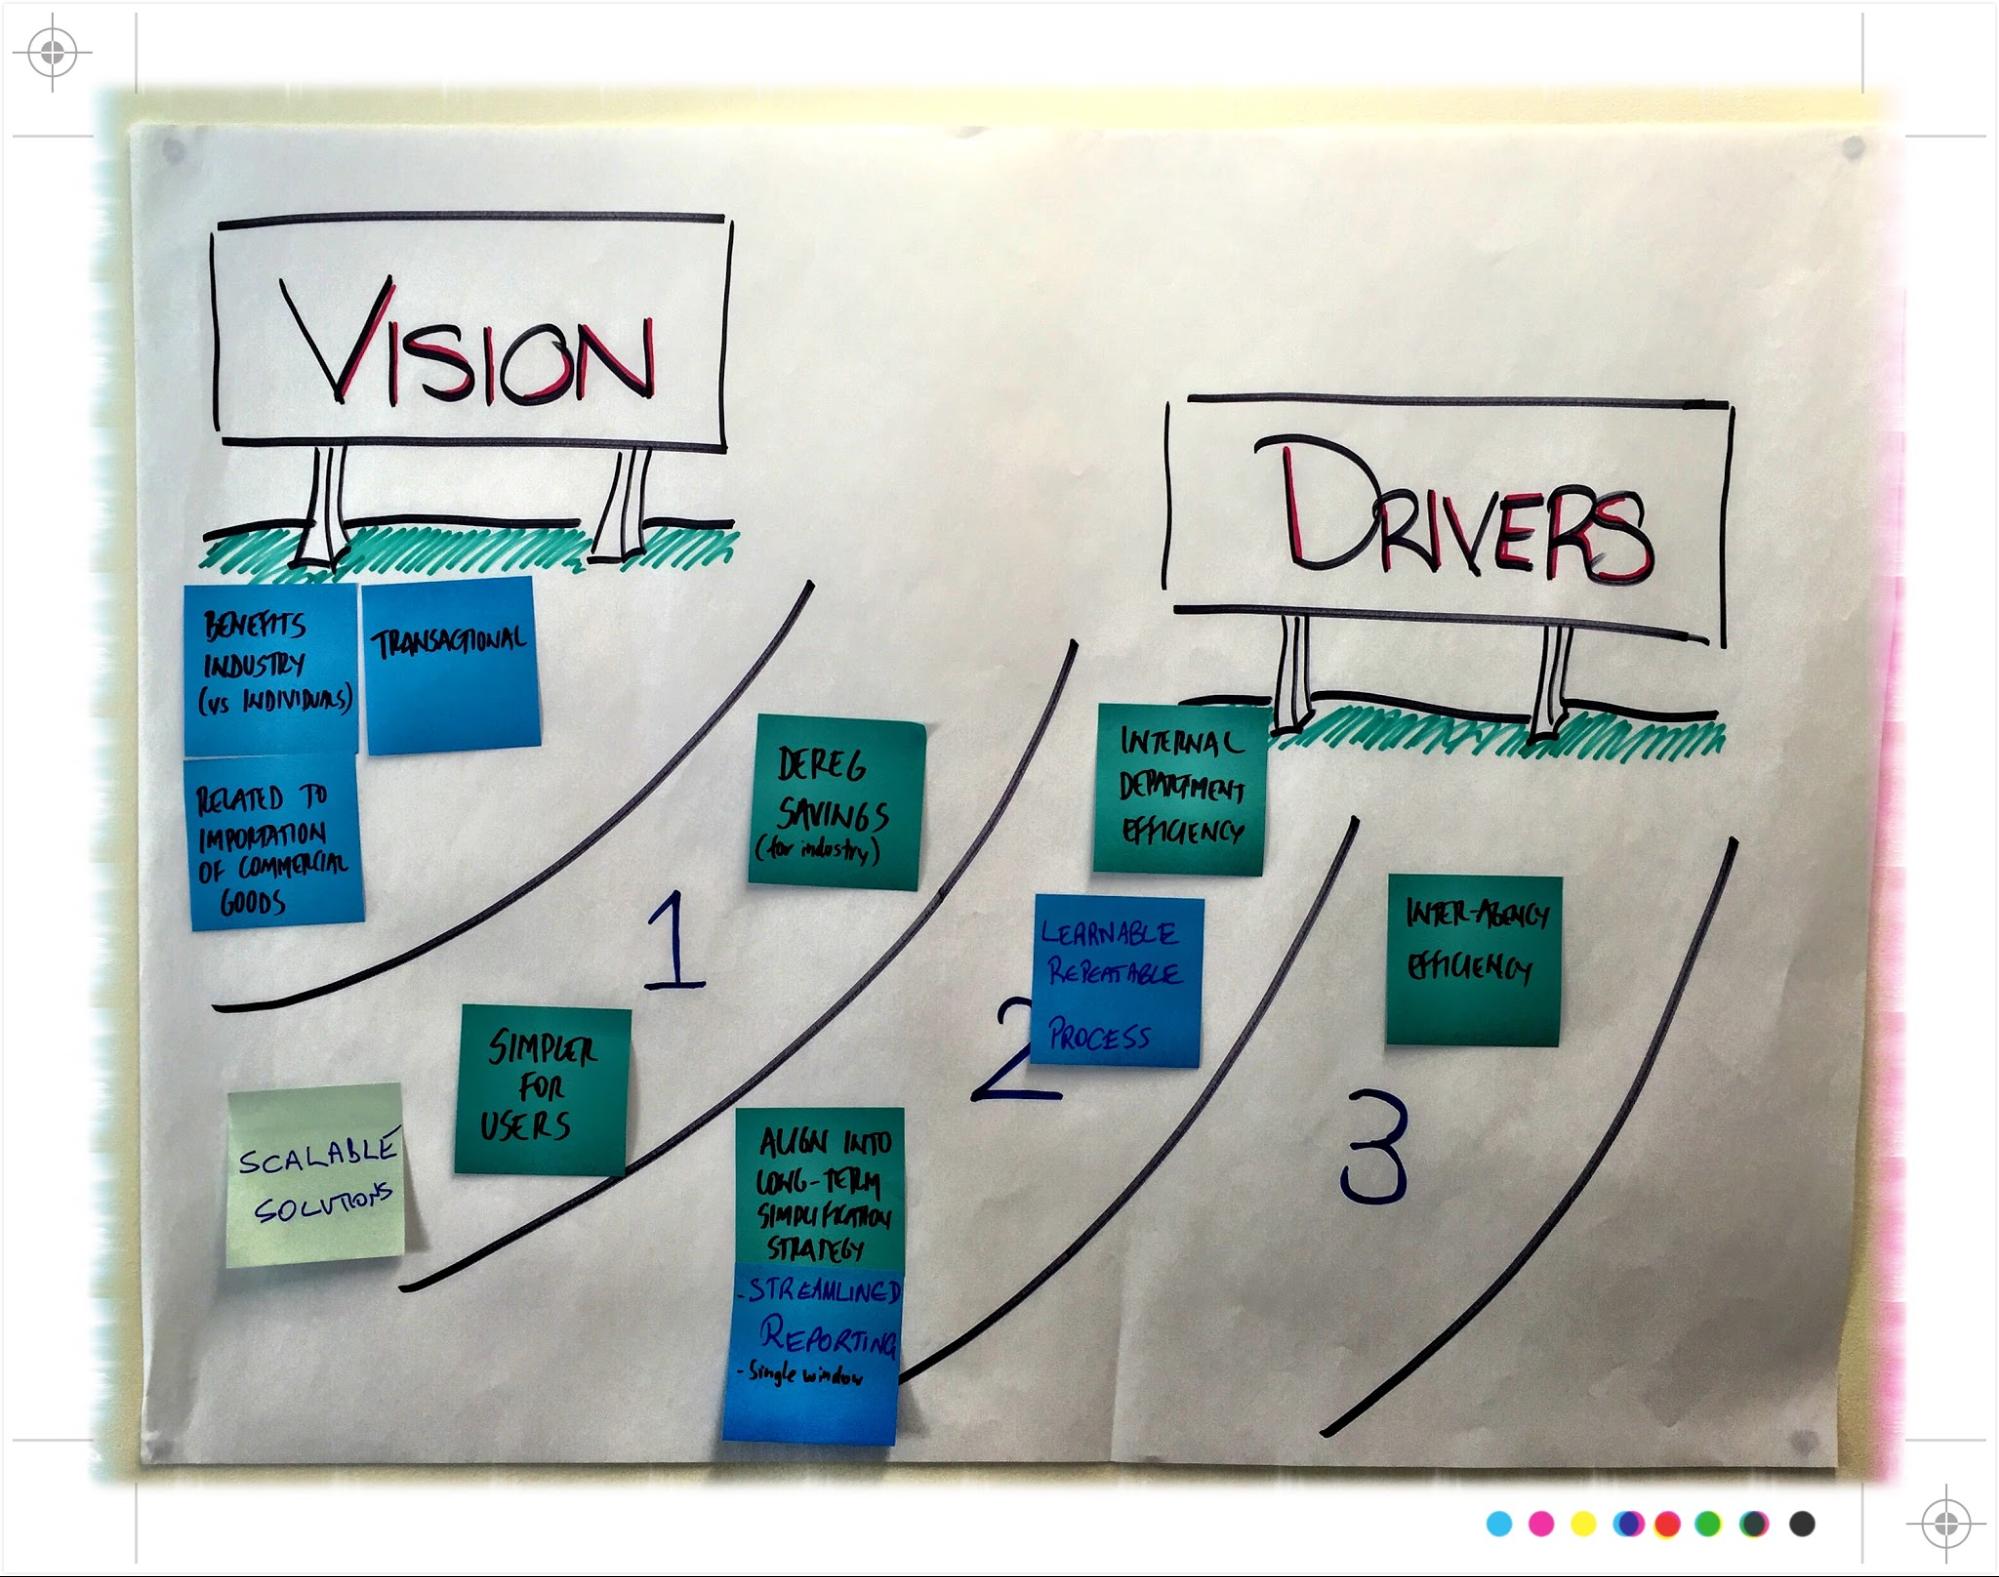 VISION
DRIVERS
BENEFITS
INDUSTRY
(vs INDIVIDUALS)
TRANSACTIONAL
RELATED TO
IMPORTATION
OF COMMERCIAL
GOODS
DEREG
SAVINGS
(for industry)
1
SIMPLER
FOR
USERS
SCALABLE
SOLUTIONS
INTERNAL
DEPARTMENT
EFFICIENCY
LEARNABLE
REPEATABLE
PROCESS
2
ALIGN INTO
LONG-TERM
SIMPLIFICATION
STRATEGY
-STREAMLINED
REPORTING
-Single window
INTER-AGENCY
EFFICIENCY
3